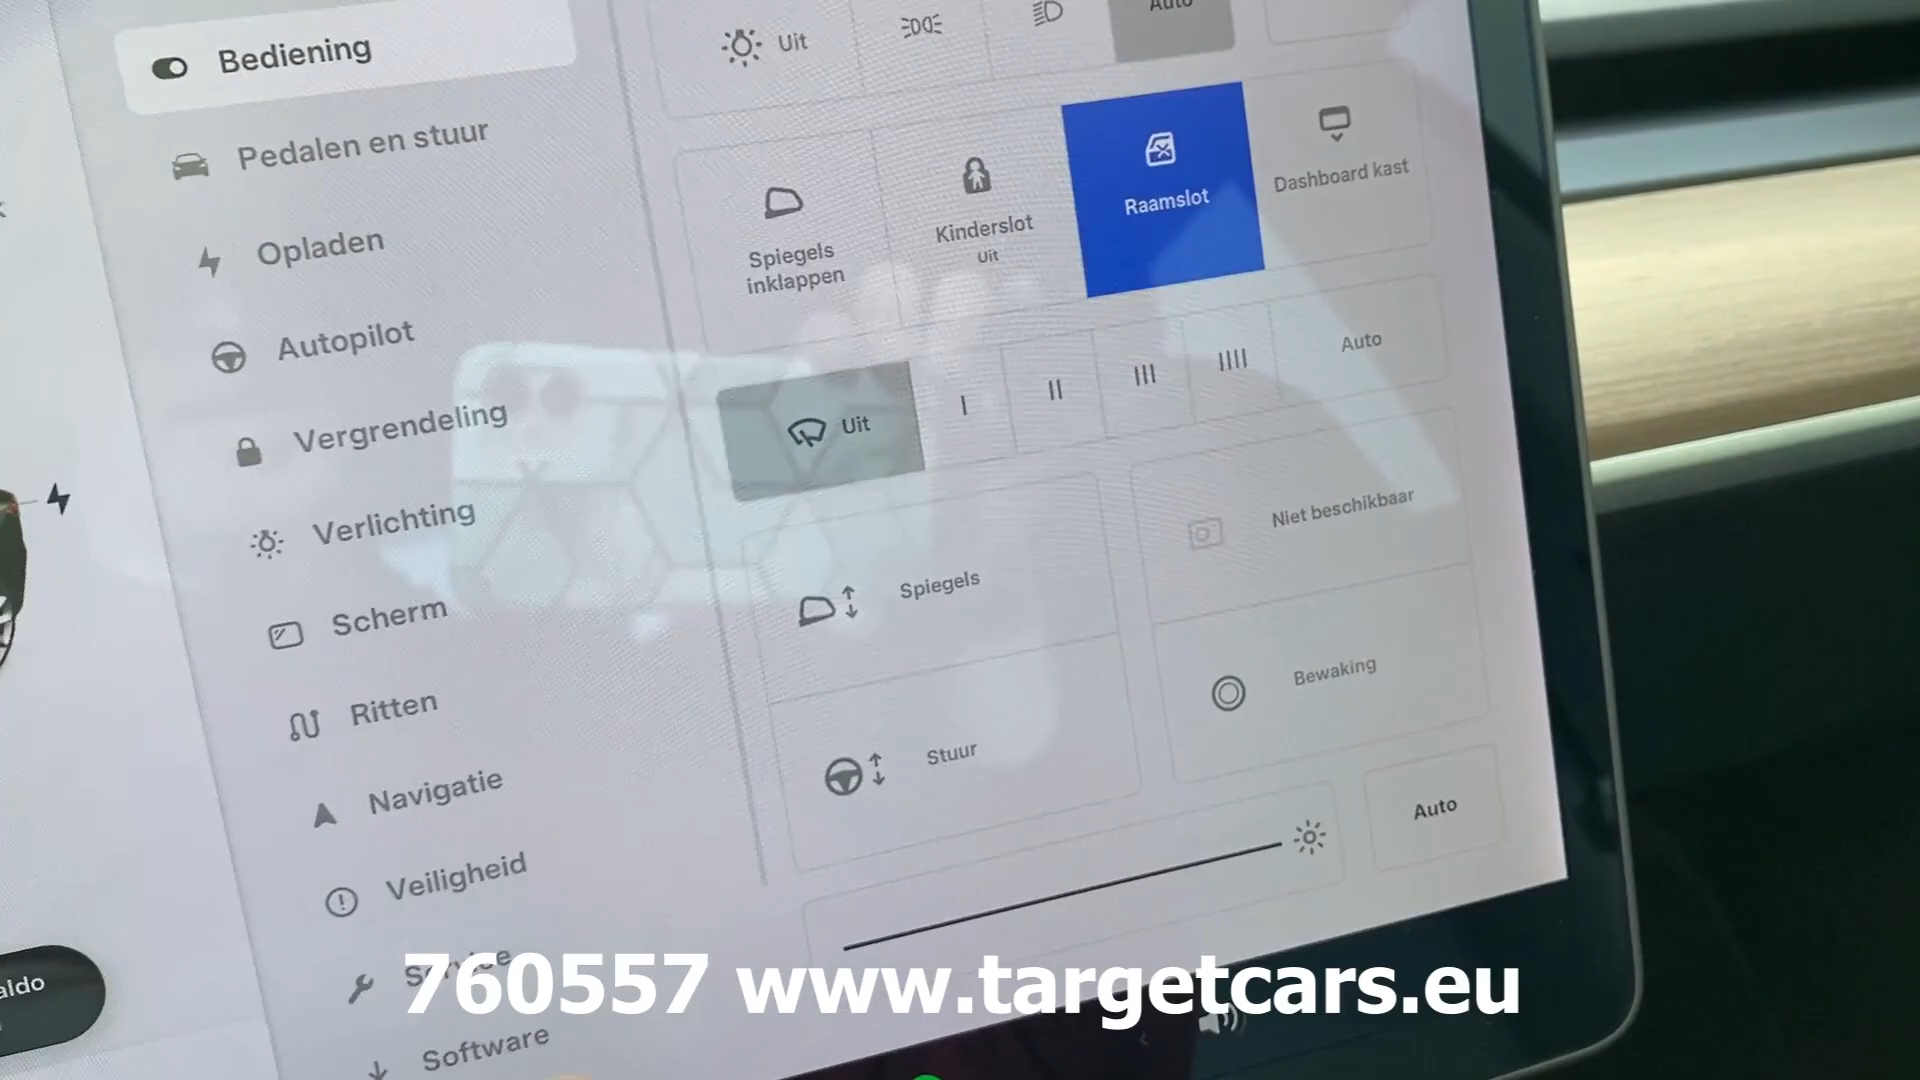 Bediening
Pedalen en stuur
Opladen
Autopilot
Vergrendeling
Verlichting
Scherm
Ritten
Navigatie
Veiligheid
Service
Software
Uit
Auto
Spiegels
inklappen
Kinderslot
Uit
Raamslot
Dashboard kast
Uit
I
II
III
IIII
Auto
Spiegels
Niet beschikbaar
Stuur
Bewaking
Auto
760557 www.targetcars.eu